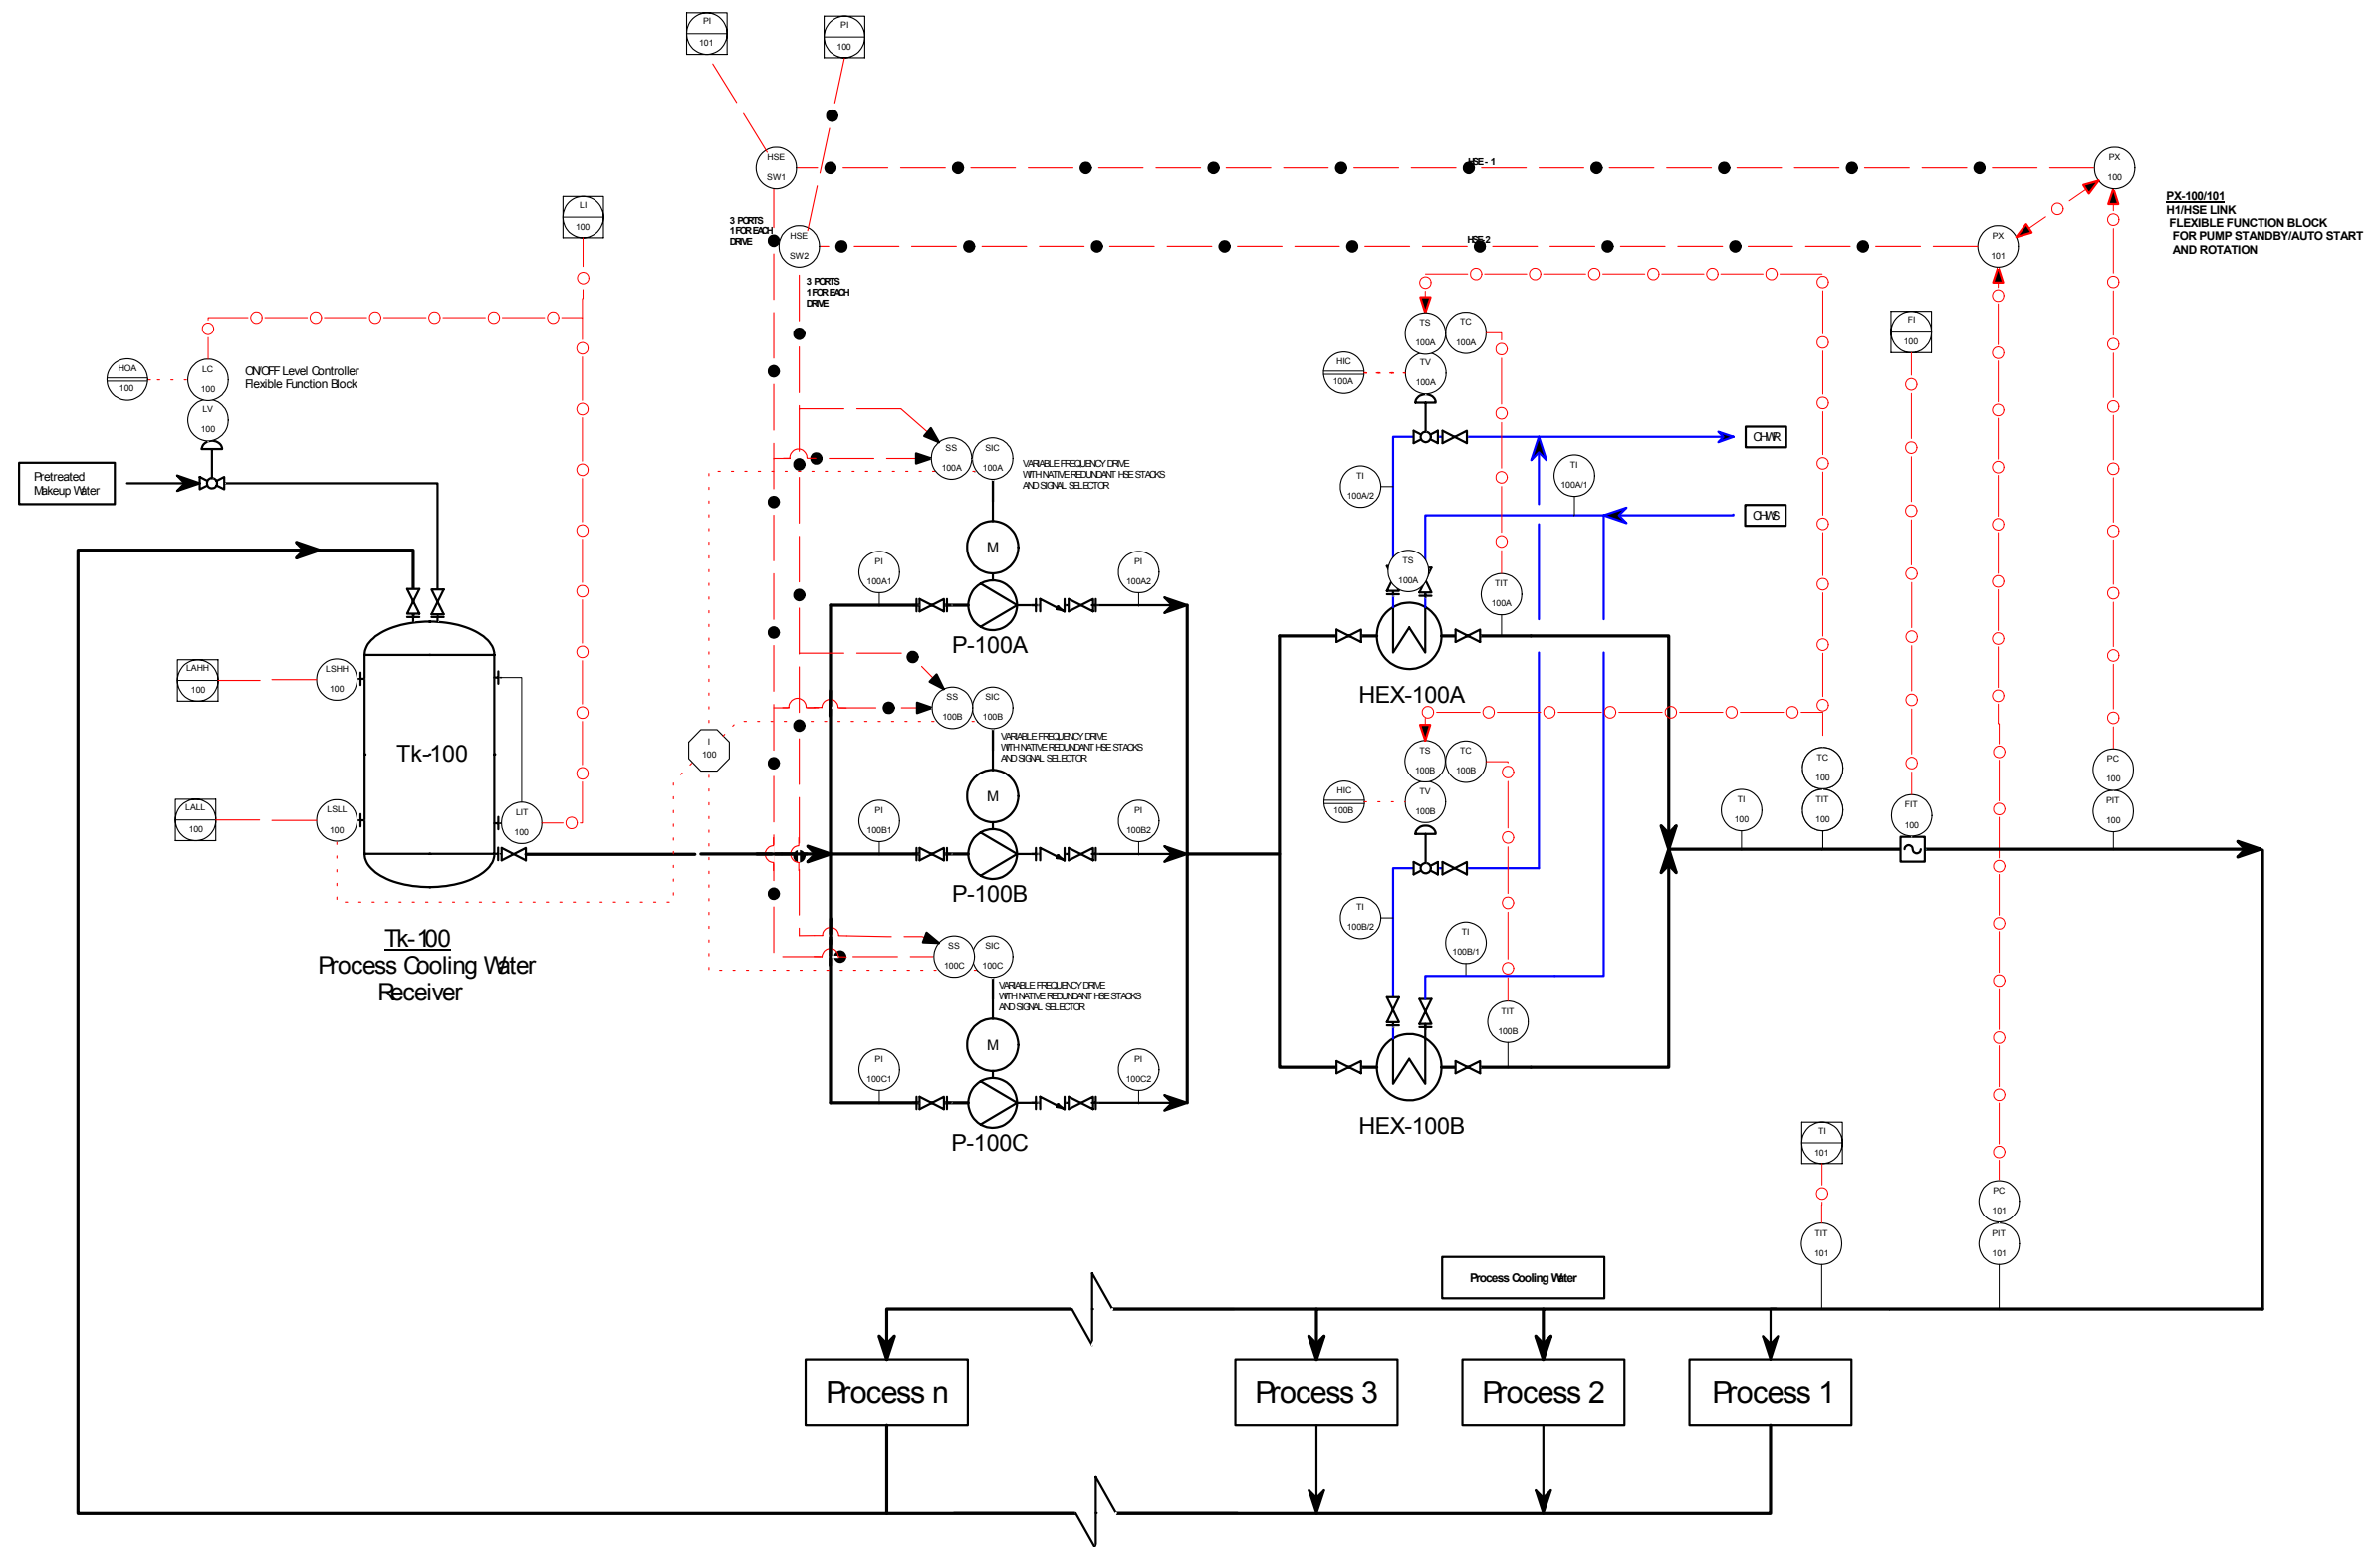 PI
101
PI
100
HSE
SW1
HSE - 1
PX
100
PX-100/101
H1/HSE LINK
FLEXIBLE FUNCTION BLOCK
FOR PUMP STANDBY/AUTO START
AND ROTATION
LI
100
3 PORTS
1 FOR EACH
DRIVE
HSE
SW2
HSE-2
PX
101
3 PORTS
1 FOR EACH
DRIVE
HOA
100
LC
100
ON/OFF Level Controller
Flexible Function Block
LV
100
TS
100A
TC
100A
HIC
100A
TV
100A
FI
100
Pretreated
Makeup Water
SS
100A
SIC
100A
VARIABLE FREQUENCY DRIVE
WITH NATIVE REDUNDANT HSE STACKS
AND SIGNAL SELECTOR
CHWR
TI
100A/2
TI
100A/1
CHWS
M
PI
100A1
PI
100A2
TS
100A
TIT
100A
P-100A
HEX-100A
LAHH
100
LSHH
100
SS
100B
SIC
100B
VARIABLE FREQUENCY DRIVE
WITH NATIVE REDUNDANT HSE STACKS
AND SIGNAL SELECTOR
Tk-100
I
100
TS
100B
TC
100B
HIC
100B
TV
100B
M
LALL
100
LSLL
100
LIT
100
PI
100B1
PI
100B2
TI
100
TC
100
TIT
100
FIT
100
PC
100
PIT
100
P-100B
TI
100B/2
TI
100B/1
Tk-100
Process Cooling Water
Receiver
SS
100C
SIC
100C
VARIABLE FREQUENCY DRIVE
WITH NATIVE REDUNDANT HSE STACKS
AND SIGNAL SELECTOR
M
TIT
100B
PI
100C1
PI
100C2
P-100C
HEX-100B
TI
101
TIT
101
PC
101
PIT
101
Process Cooling Water
Process n
Process 3
Process 2
Process 1